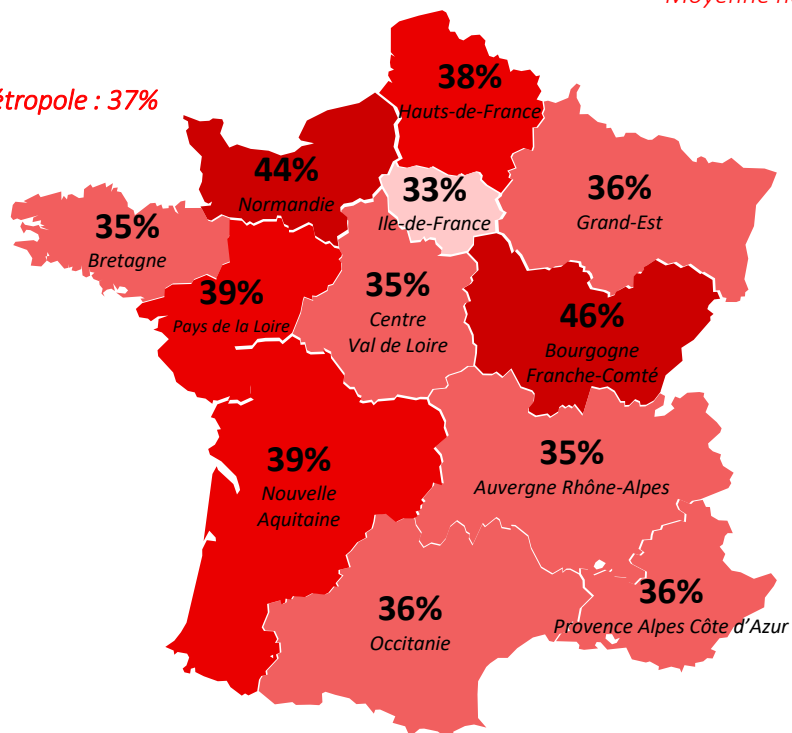 Moyenne
étropole : 37%
38%
Hauts-de-France
44%
Normandie
33%
Ile-de-France
36%
Grand-Est
35%
Bretagne
39%
Pays de la Loire
35%
Centre
Val de Loire
46%
Bourgogne
Franche-Comté
39%
Nouvelle
Aquitaine
35%
Auvergne Rhône-Alpes
36%
Occitanie
36%
Provence Alpes Côte d'Azur